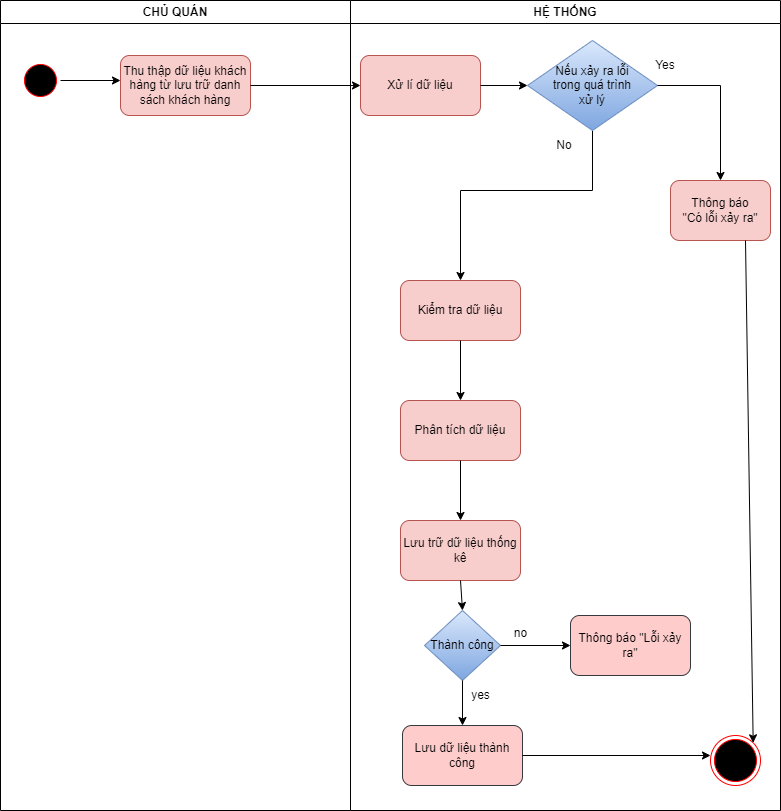 CHỦ QUÁN
HỆ THỐNG
Thu thập dữ liệu khách
hàng từ lưu trữ danh
sách khách hàng
Xử lí dữ liệu
Nếu xảy ra lỗi
trong quá trình
xử lý
Yes
No
Thông báo
"Có lỗi xảy ra"
Kiểm tra dữ liệu
Phân tích dữ liệu
Lưu trữ dữ liệu thống
kê
Thành công
no
Thông báo "Lỗi xảy
ra"
yes
Lưu dữ liệu thành
công